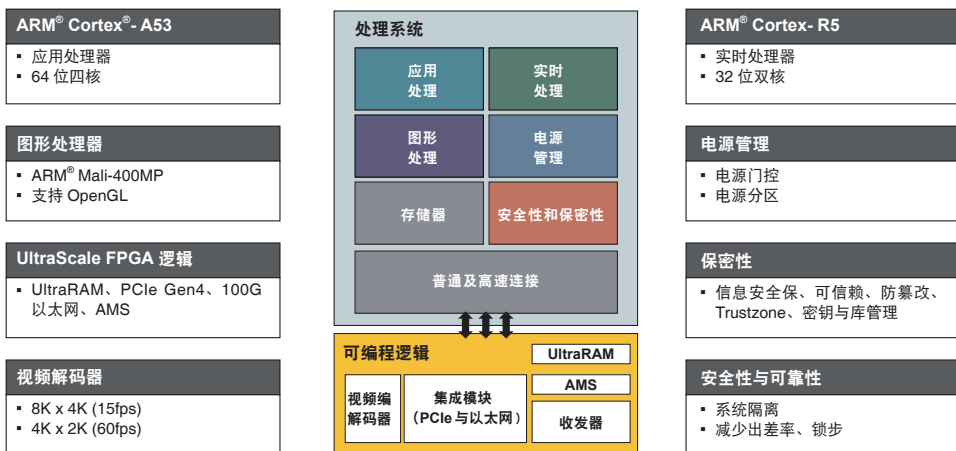 ARM® Cortex®- A53
▪ 应用处理器
▪ 64 位四核
图形处理器
▪ ARM® Mali-400MP
▪ 支持 OpenGL
UltraScale FPGA 逻辑
▪ UltraRAM、PCIe Gen4、100G
以太网、AMS
视频解码器
▪ 8K x 4K (15fps)
▪ 4K x 2K (60fps)
处理系统
应用
处理
实时
处理
图形
处理
电源
管理
存储器
安全性和保密性
普通及高速连接
可编程逻辑
视频编
解码器
集成模块
(PCIe 与以太网)
UltraRAM
AMS
收发器
ARM® Cortex- R5
▪ 实时处理器
▪ 32 位双核
电源管理
▪ 电源门控
▪ 电源分区
保密性
▪ 信息安全保、可信赖、防篡改、
Trustzone、密钥与库管理
安全性与可靠性
▪ 系统隔离
▪ 减少出差率、锁步